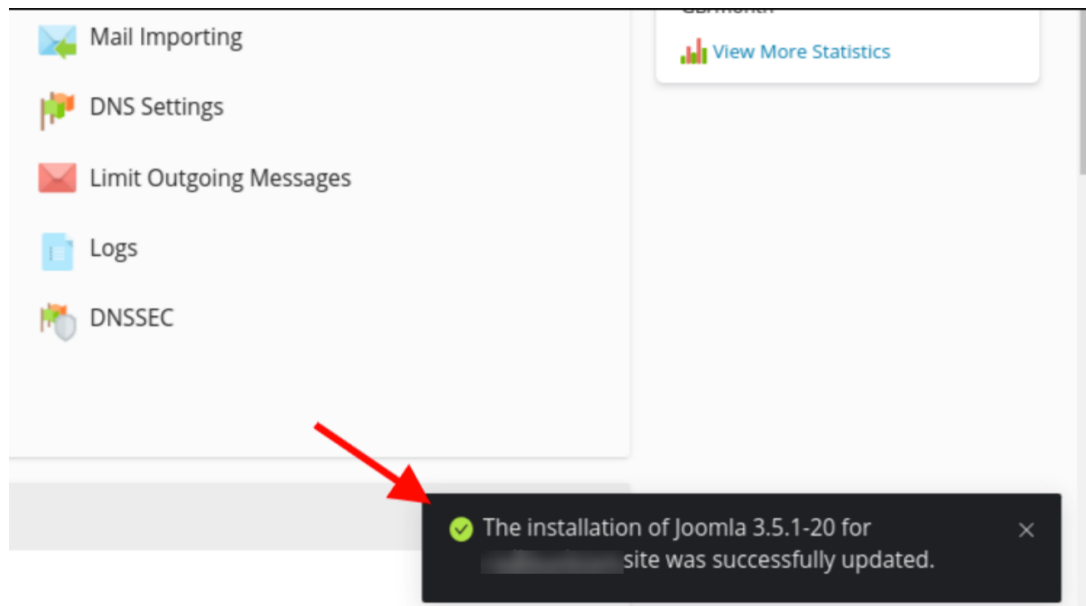 Mail Importing
View More Statistics
DNS Settings
Limit Outgoing Messages
Logs
DNSSEC
The installation of Joomla 3.5.1-20 for
site was successfully updated.